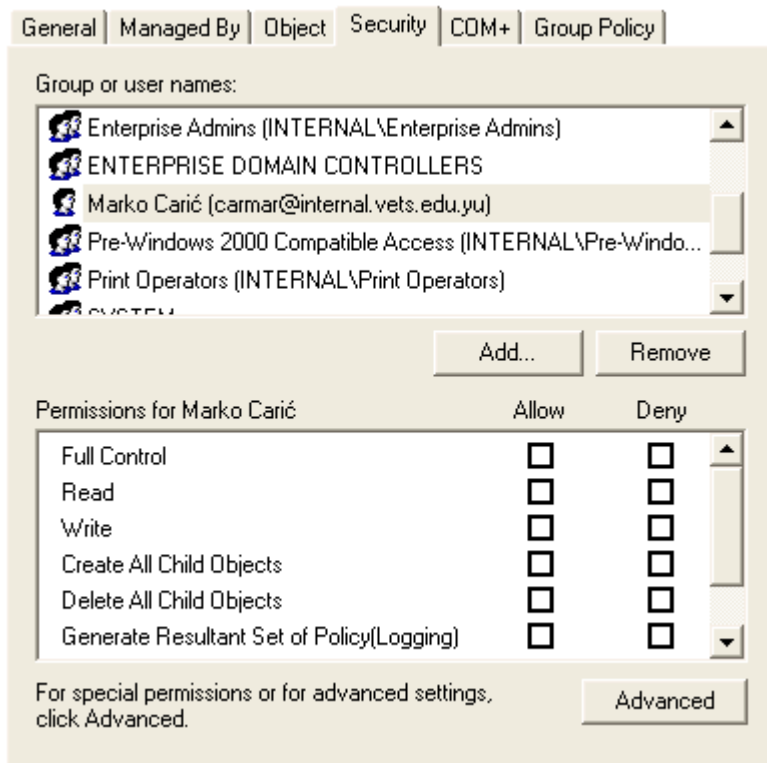 General Managed By Object Security COM+ Group Policy
Group or user names:
Enterprise Admins (INTERNAL\Enterprise Admins)
ENTERPRISE DOMAIN CONTROLLERS
Marko Carić (carmar@internal.vets.edu.yu)
Pre-Windows 2000 Compatible Access (INTERNAL\Pre-Windo...
Print Operators (INTERNAL\Print Operators)
SYSTEM
Add... Remove
Permissions for Marko Carić Allow Deny
Full Control
Read
Write
Create All Child Objects
Delete All Child Objects
Generate Resultant Set of Policy(Logging)
For special permissions or for advanced settings,
click Advanced.
Advanced